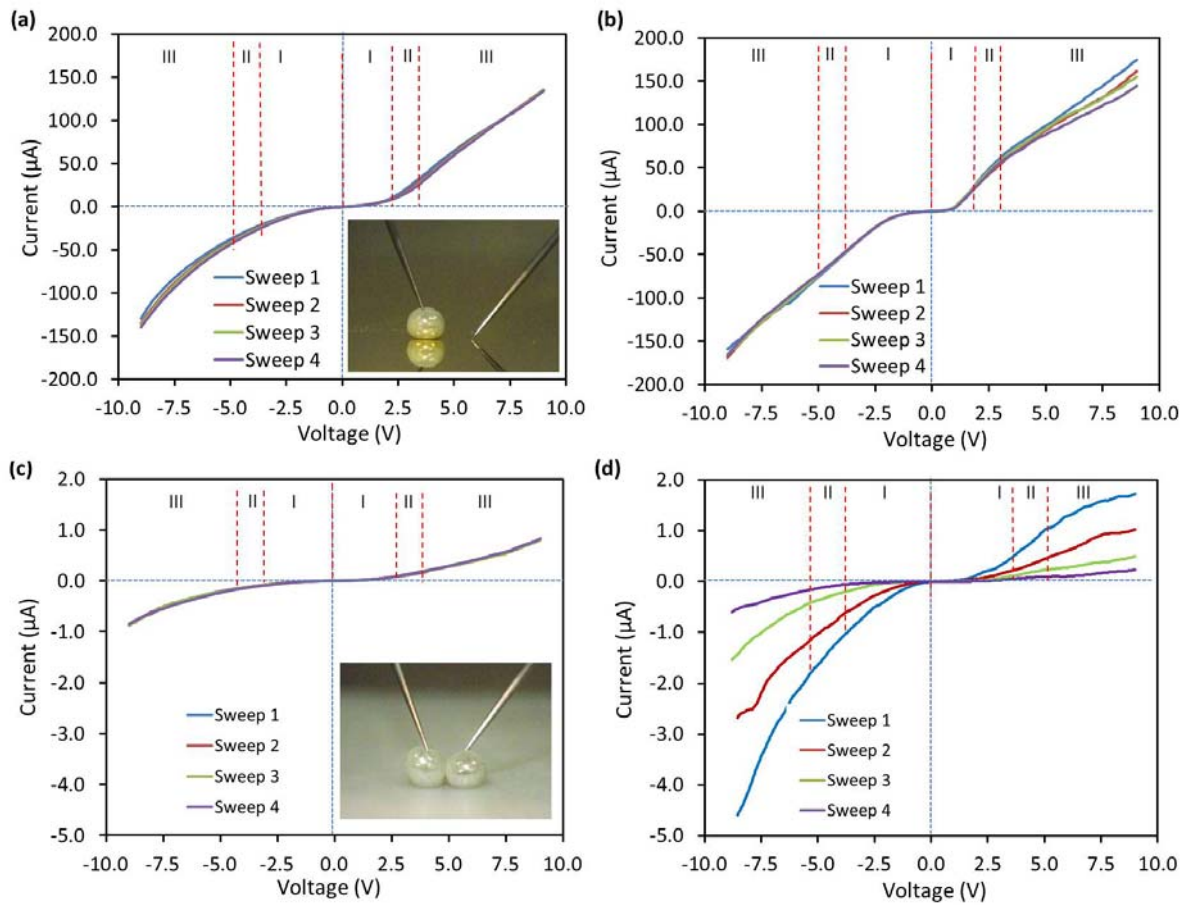 (a)
200.0
150.0
100.0
50.0
0.0
-50.0
-100.0
-150.0
-200.0
Current (µA)
III II I I II III
Sweep 1
Sweep 2
Sweep 3
Sweep 4
-10.0 -7.5 -5.0 -2.5 0.0 2.5 5.0 7.5 10.0
Voltage (V)
(b)
200.0
150.0
100.0
50.0
0.0
-50.0
-100.0
-150.0
-200.0
Current (µA)
III II I I II III
Sweep 1
Sweep 2
Sweep 3
Sweep 4
-10.0 -7.5 -5.0 -2.5 0.0 2.5 5.0 7.5 10.0
Voltage (V)
(c)
2.0
1.0
0.0
-1.0
-2.0
-3.0
-4.0
-5.0
Current (µA)
III II I I II III
Sweep 1
Sweep 2
Sweep 3
Sweep 4
-10.0 -7.5 -5.0 -2.5 0.0 2.5 5.0 7.5 10.0
Voltage (V)
(d)
2.0
1.0
0.0
-1.0
-2.0
-3.0
-4.0
-5.0
Current (µA)
III II I I II III
Sweep 1
Sweep 2
Sweep 3
Sweep 4
-10.0 -7.5 -5.0 -2.5 0.0 2.5 5.0 7.5 10.0
Voltage (V)